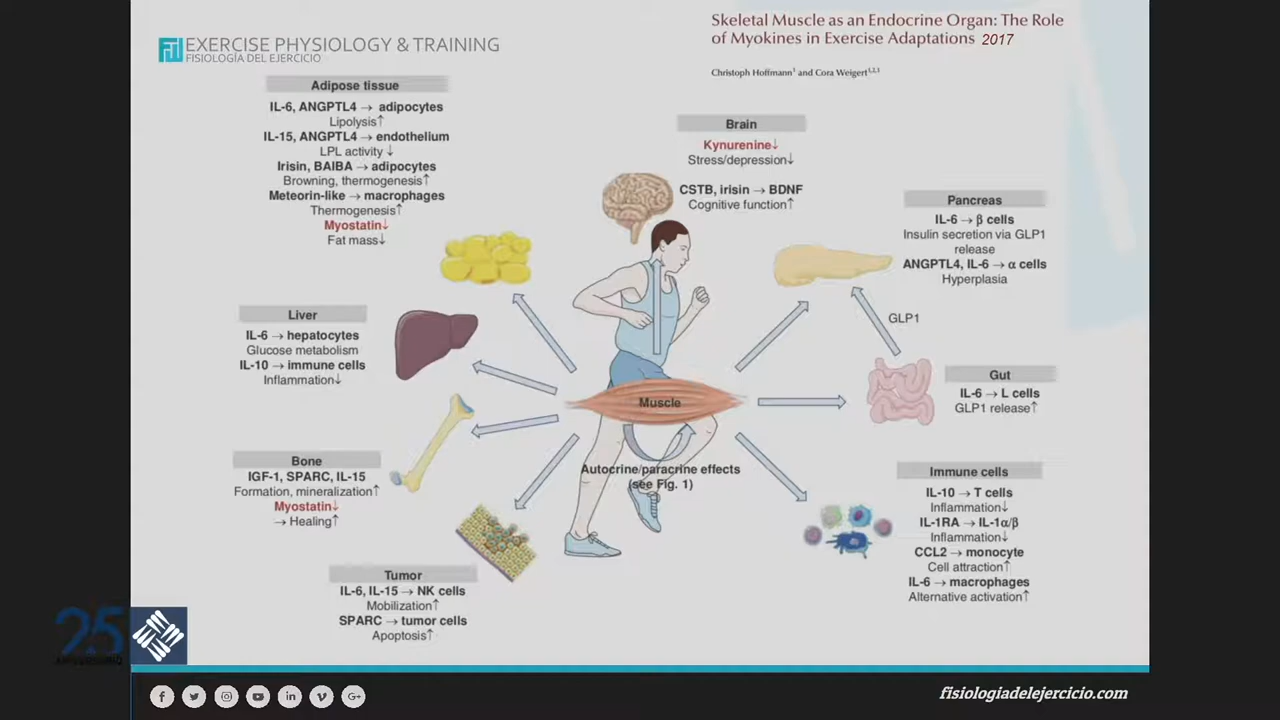 Skeletal Muscle as an Endocrine Organ: The Role
of Myokines in Exercise Adaptations 2017
Christoph Hoffmann¹ and Cora Weigert¹,²,³
EXERCISE PHYSIOLOGY & TRAINING
FISIOLOGÍA DEL EJERCICIO
Adipose tissue
IL-6, ANGPTL4 → adipocytes
Lipolysis↑
IL-15, ANGPTL4 → endothelium
LPL activity ↓
Irisin, BAIBA → adipocytes
Browning, thermogenesis↑
Meteorin-like → macrophages
Thermogenesis↑
Myostatin↓
Fat mass↓
Brain
Kynurenine↓
Stress/depression↓
CSTB, irisin → BDNF
Cognitive function↑
Pancreas
IL-6 → β cells
Insulin secretion via GLP1
release
ANGPTL4, IL-6 → α cells
Hyperplasia
GLP1
Liver
IL-6 → hepatocytes
Glucose metabolism
IL-10 → immune cells
Inflammation↓
Gut
IL-6 → L cells
GLP1 release↑
Muscle
Autocrine/paracrine effects
(see Fig. 1)
Bone
IGF-1, SPARC, IL-15
Formation, mineralization↑
Myostatin↓
→ Healing↑
Immune cells
IL-10 → T cells
Inflammation↓
IL-1RA → IL-1α/β
Inflammation↓
CCL2 → monocyte
Cell attraction↑
IL-6 → macrophages
Alternative activation↑
Tumor
IL-6, IL-15 → NK cells
Mobilization↑
SPARC → tumor cells
Apoptosis↑
25
fisiologiadelejercicio.com